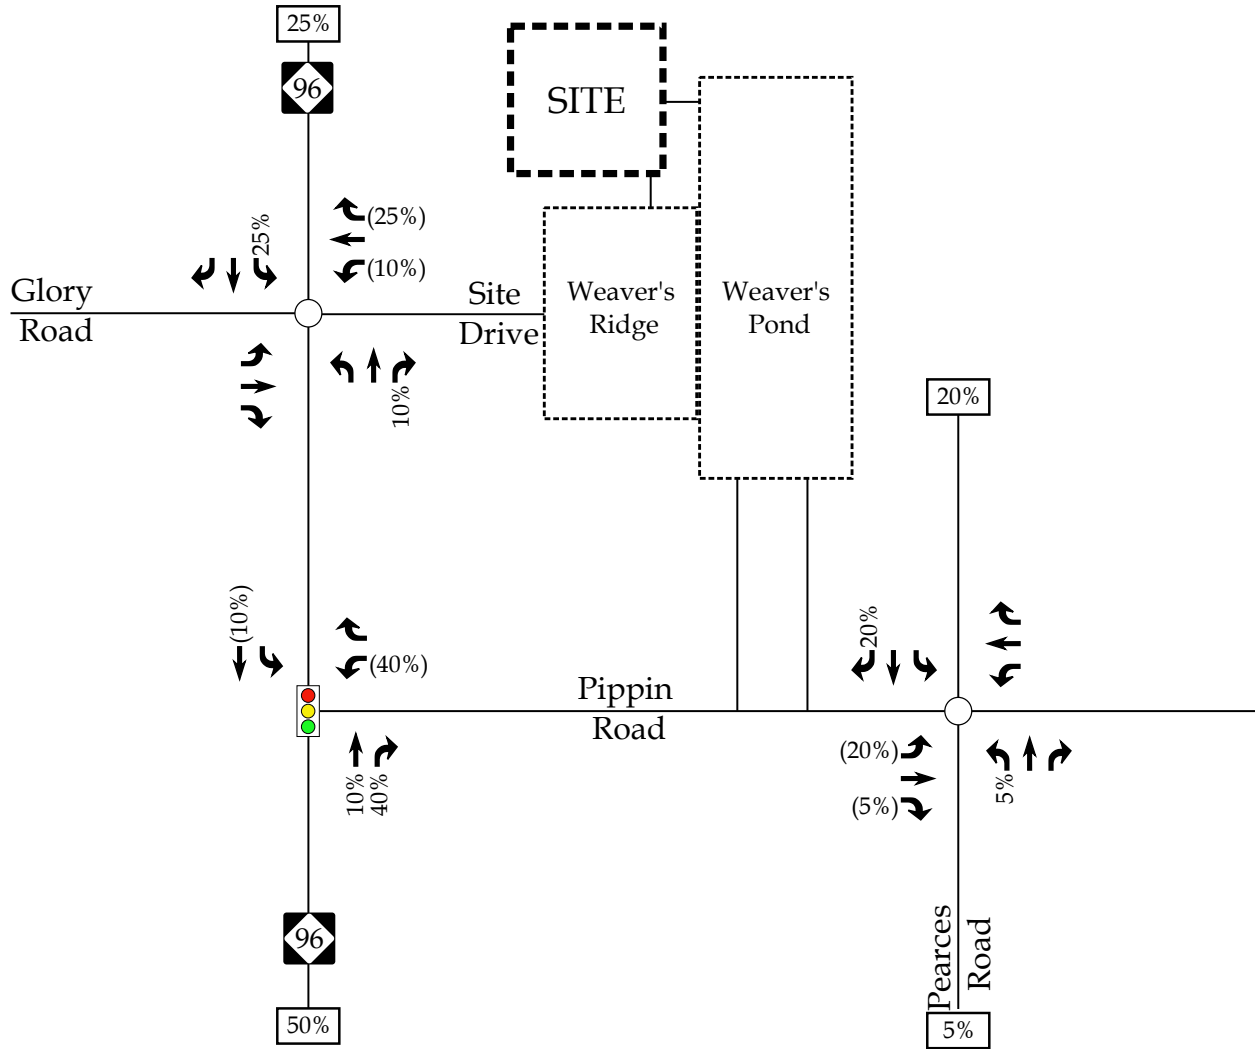 25%
96
SITE
25%
(25%)
(10%)
Glory
Road
Site
Drive
Weaver's
Ridge
Weaver's
Pond
10%
20%
(10%)
(40%)
20%
Pippin
Road
10%
40%
(20%)
(5%)
5%
96
Pearces
Road
50%
5%